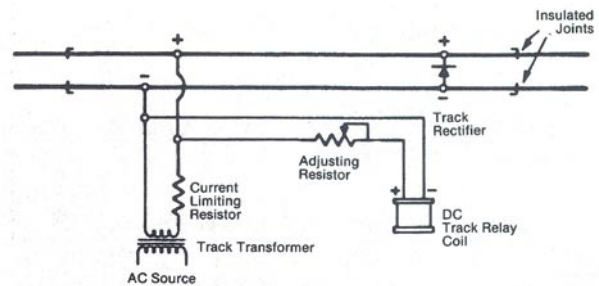 Insulated
Joints
+
+
-
-
Track
Rectifier
Adjusting
Resistor
+
-
Current
Limiting
Resistor
DC
Track Relay
Coil
Track Transformer
AC Source